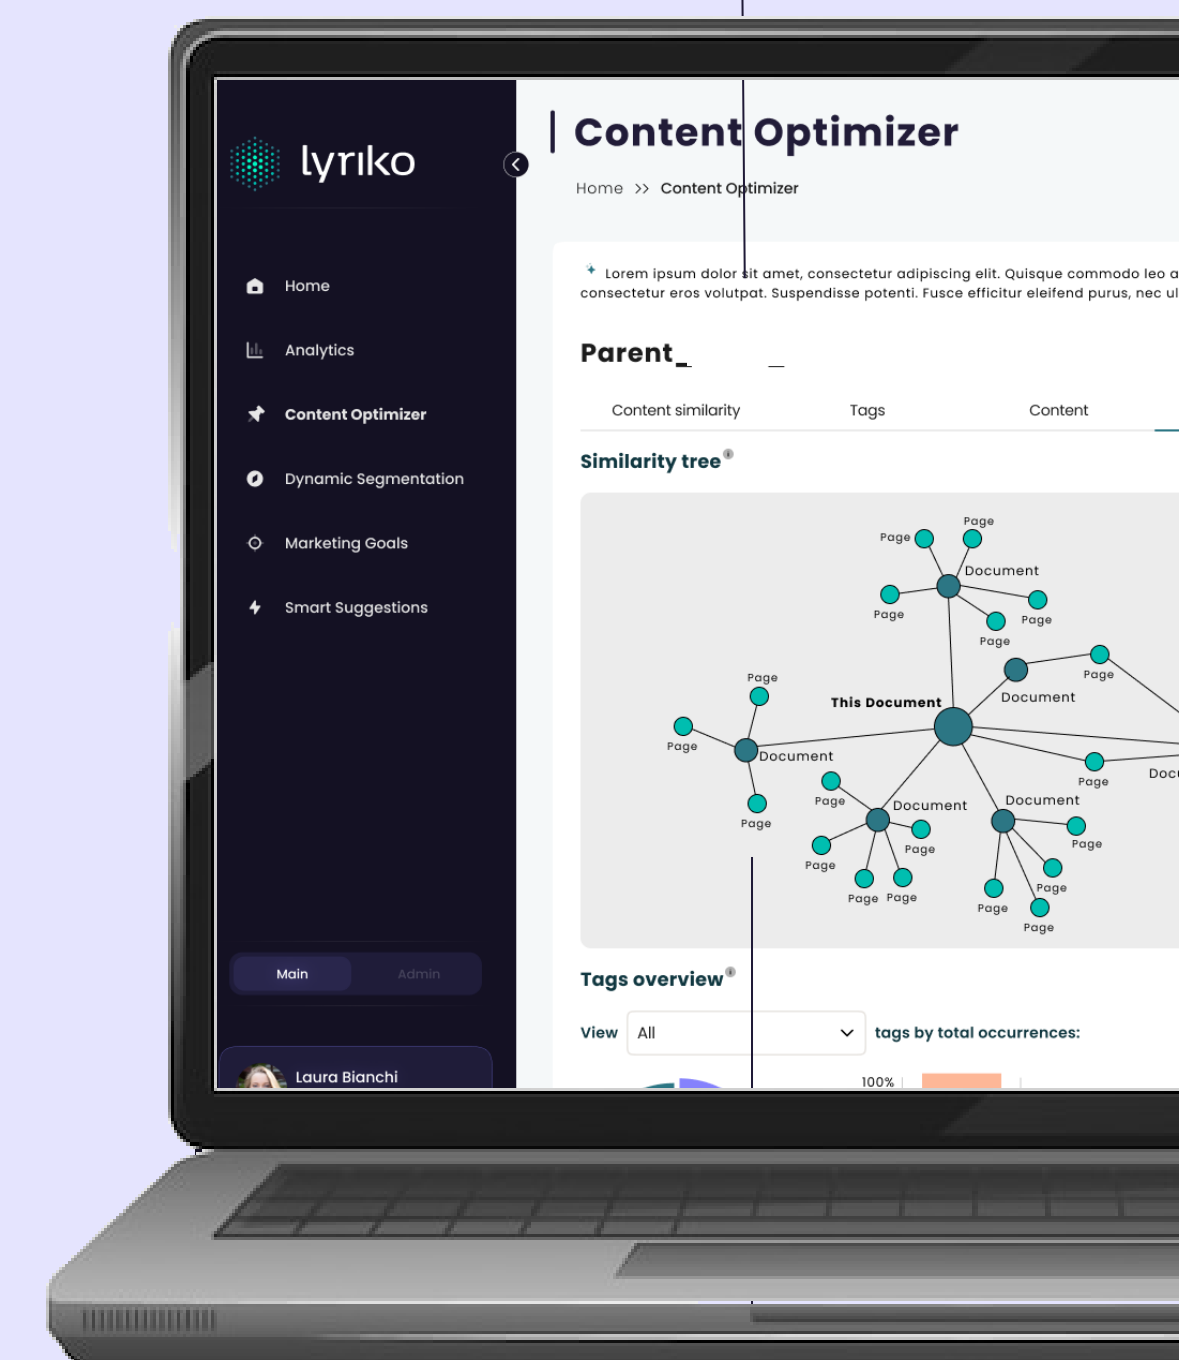 lyriko
Content Optimizer
Home >> Content Optimizer
Home
Analytics
Content Optimizer
Dynamic Segmentation
Marketing Goals
Smart Suggestions
Main Admin
Laura Bianchi
Lorem ipsum dolor sit amet, consectetur adipiscing elit. Quisque commodo leo a
consectetur eros volutpat. Suspendisse potenti. Fusce efficitur eleifend purus, nec ul
Parent_ _
Content similarity Tags Content
Similarity tree
Page
Page
Document
Page
Page
Page
Page
Document
Page
This Document
Page
Document
Page
Document
Page
Page
Docu
Document
Document
Page
Page
Page
Page
Page
Page
Page
Page
Page
Tags overview
View All tags by total occurrences:
100%